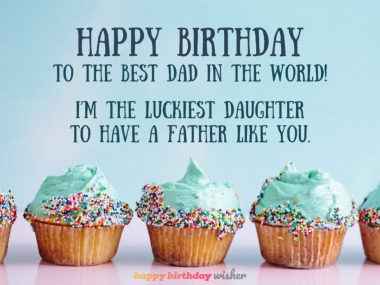 HAPPY BIRTHDAY
TO THE BEST DAD IN THE WORLD!
I'M THE LUCKIEST DAUGHTER
TO HAVE A FATHER LIKE YOU.
happy birthday wisher